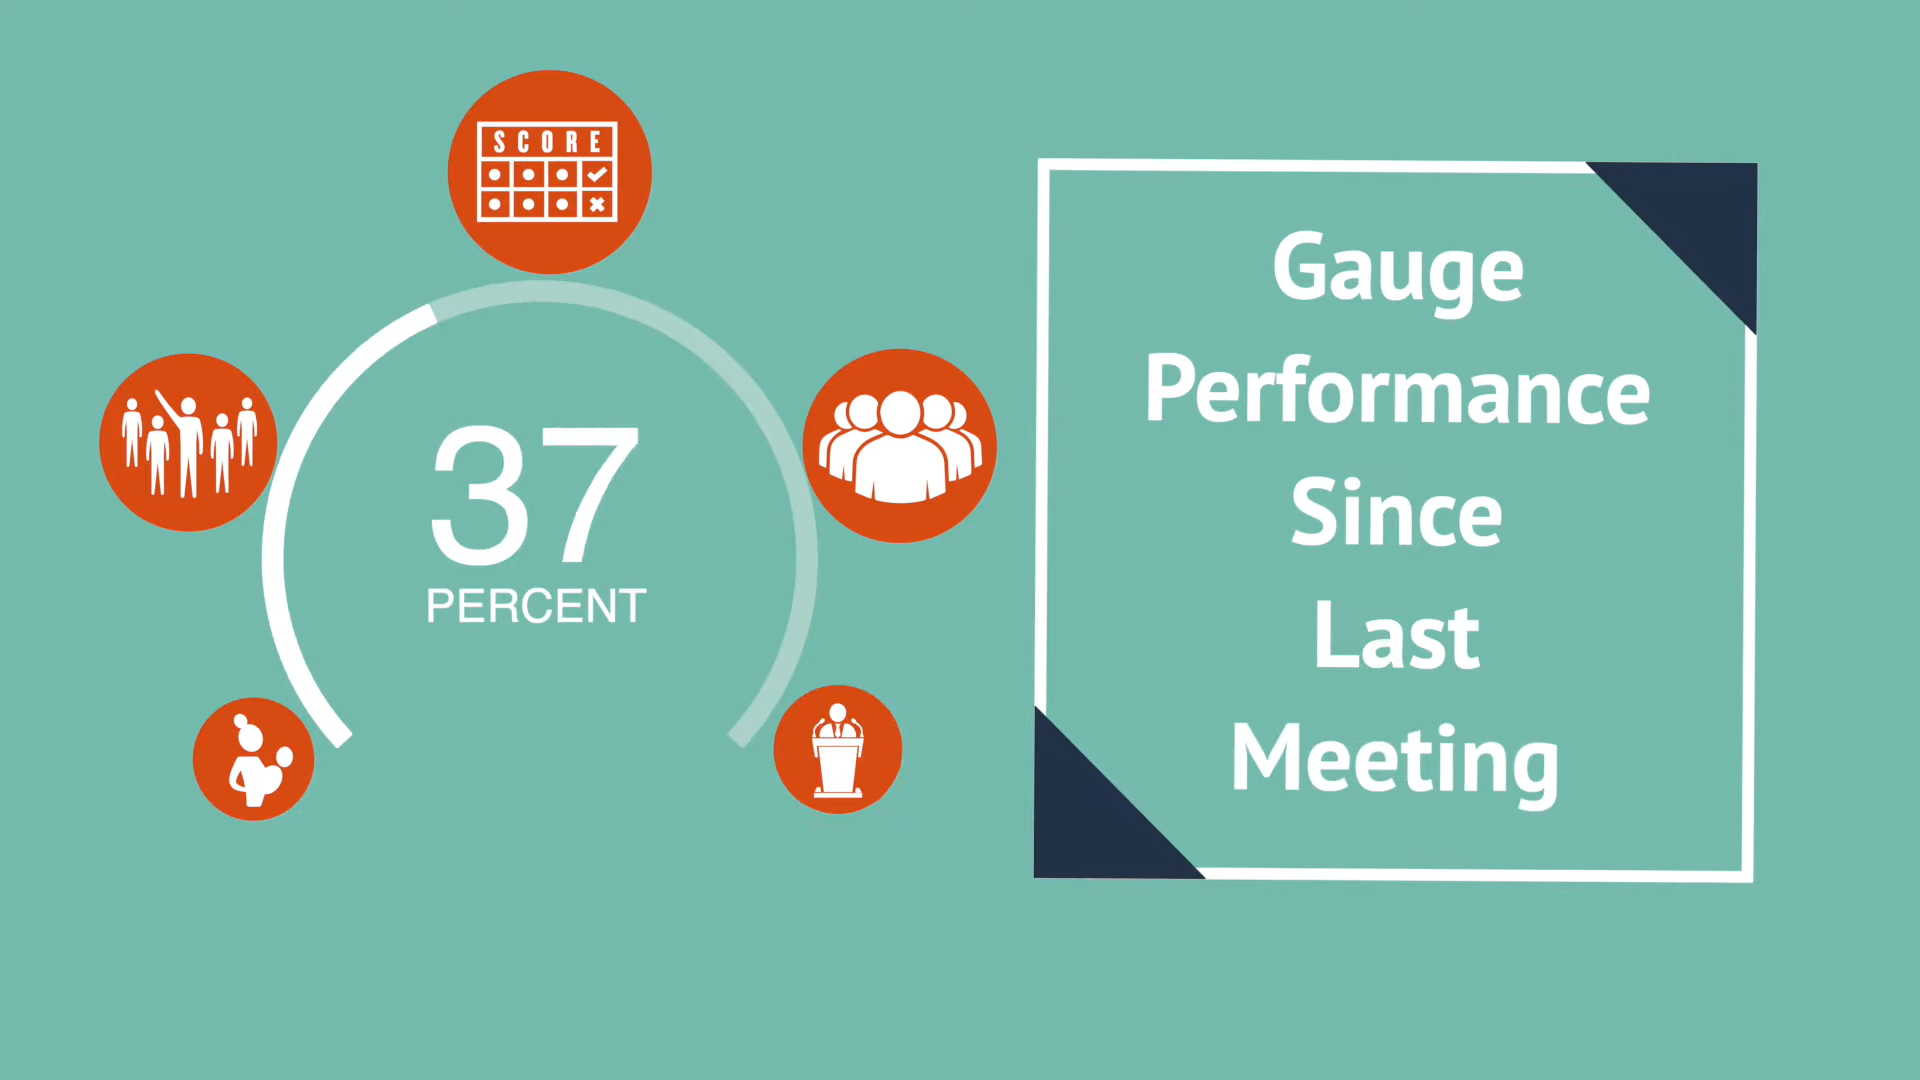 SCORE
37
PERCENT
Gauge
Performance
Since
Last
Meeting